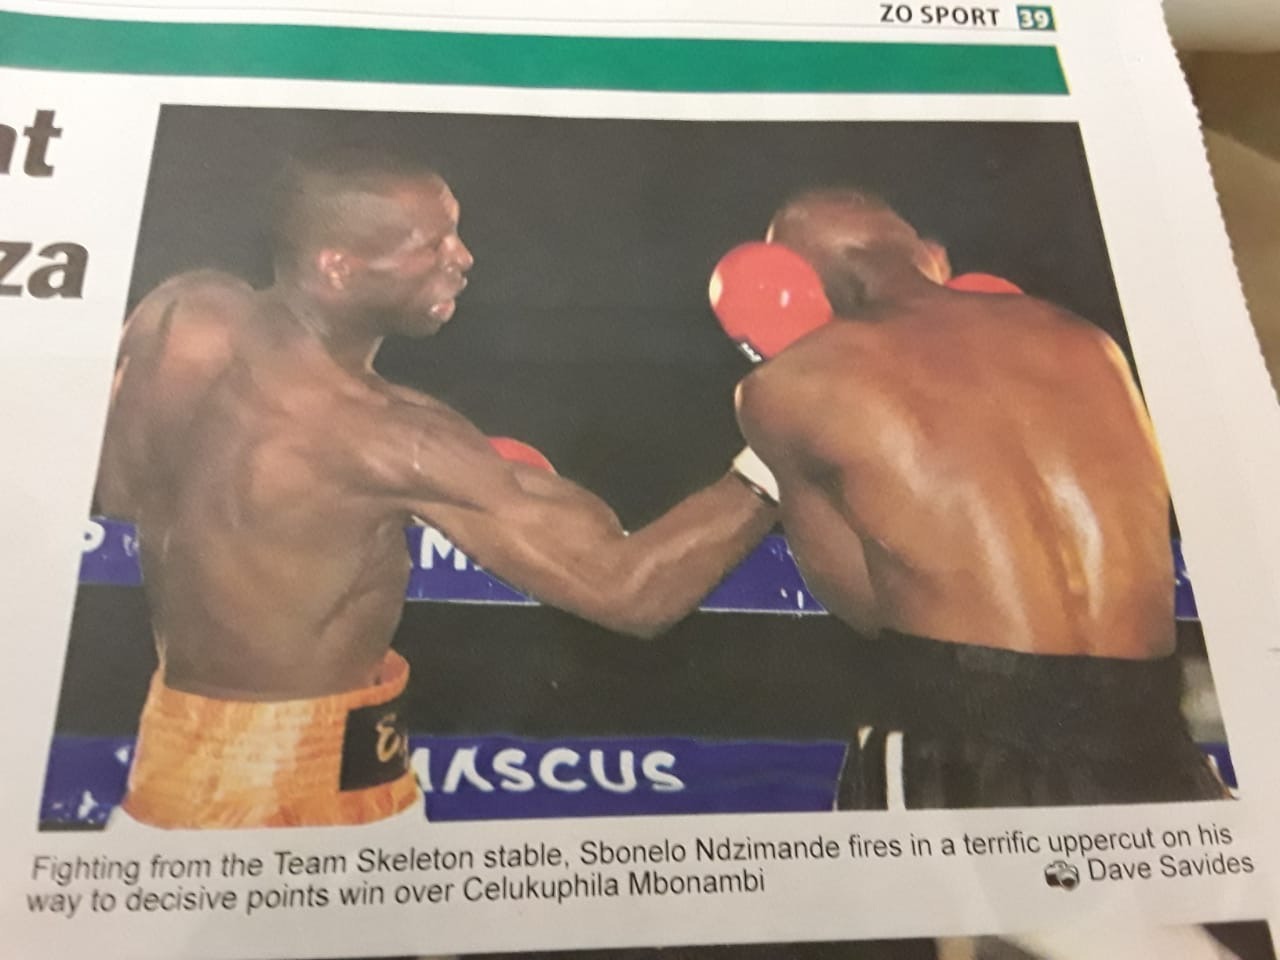 ZO SPORT 39
nt
za
M
MASCUS
Fighting from the Team Skeleton stable, Sbonelo Ndzimande fires in a terrific uppercut on his
way to decisive points win over Celukuphila Mbonambi
Dave Savides